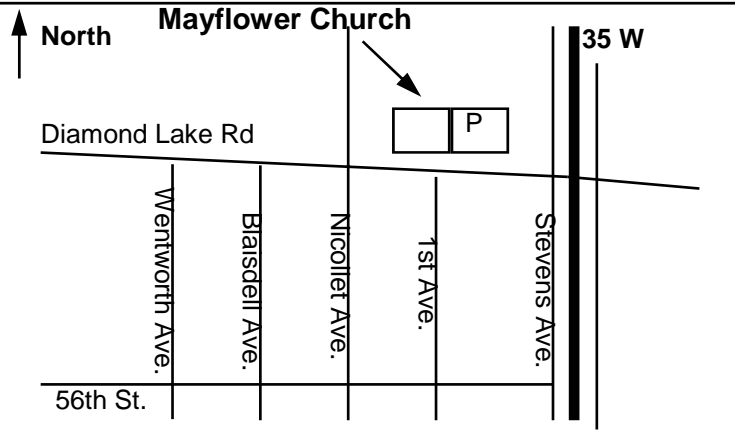 Mayflower Church
North
35 W
P
Diamond Lake Rd
Wentworth Ave.
Blaisdell Ave.
Nicollet Ave.
1st Ave.
Stevens Ave.
56th St.